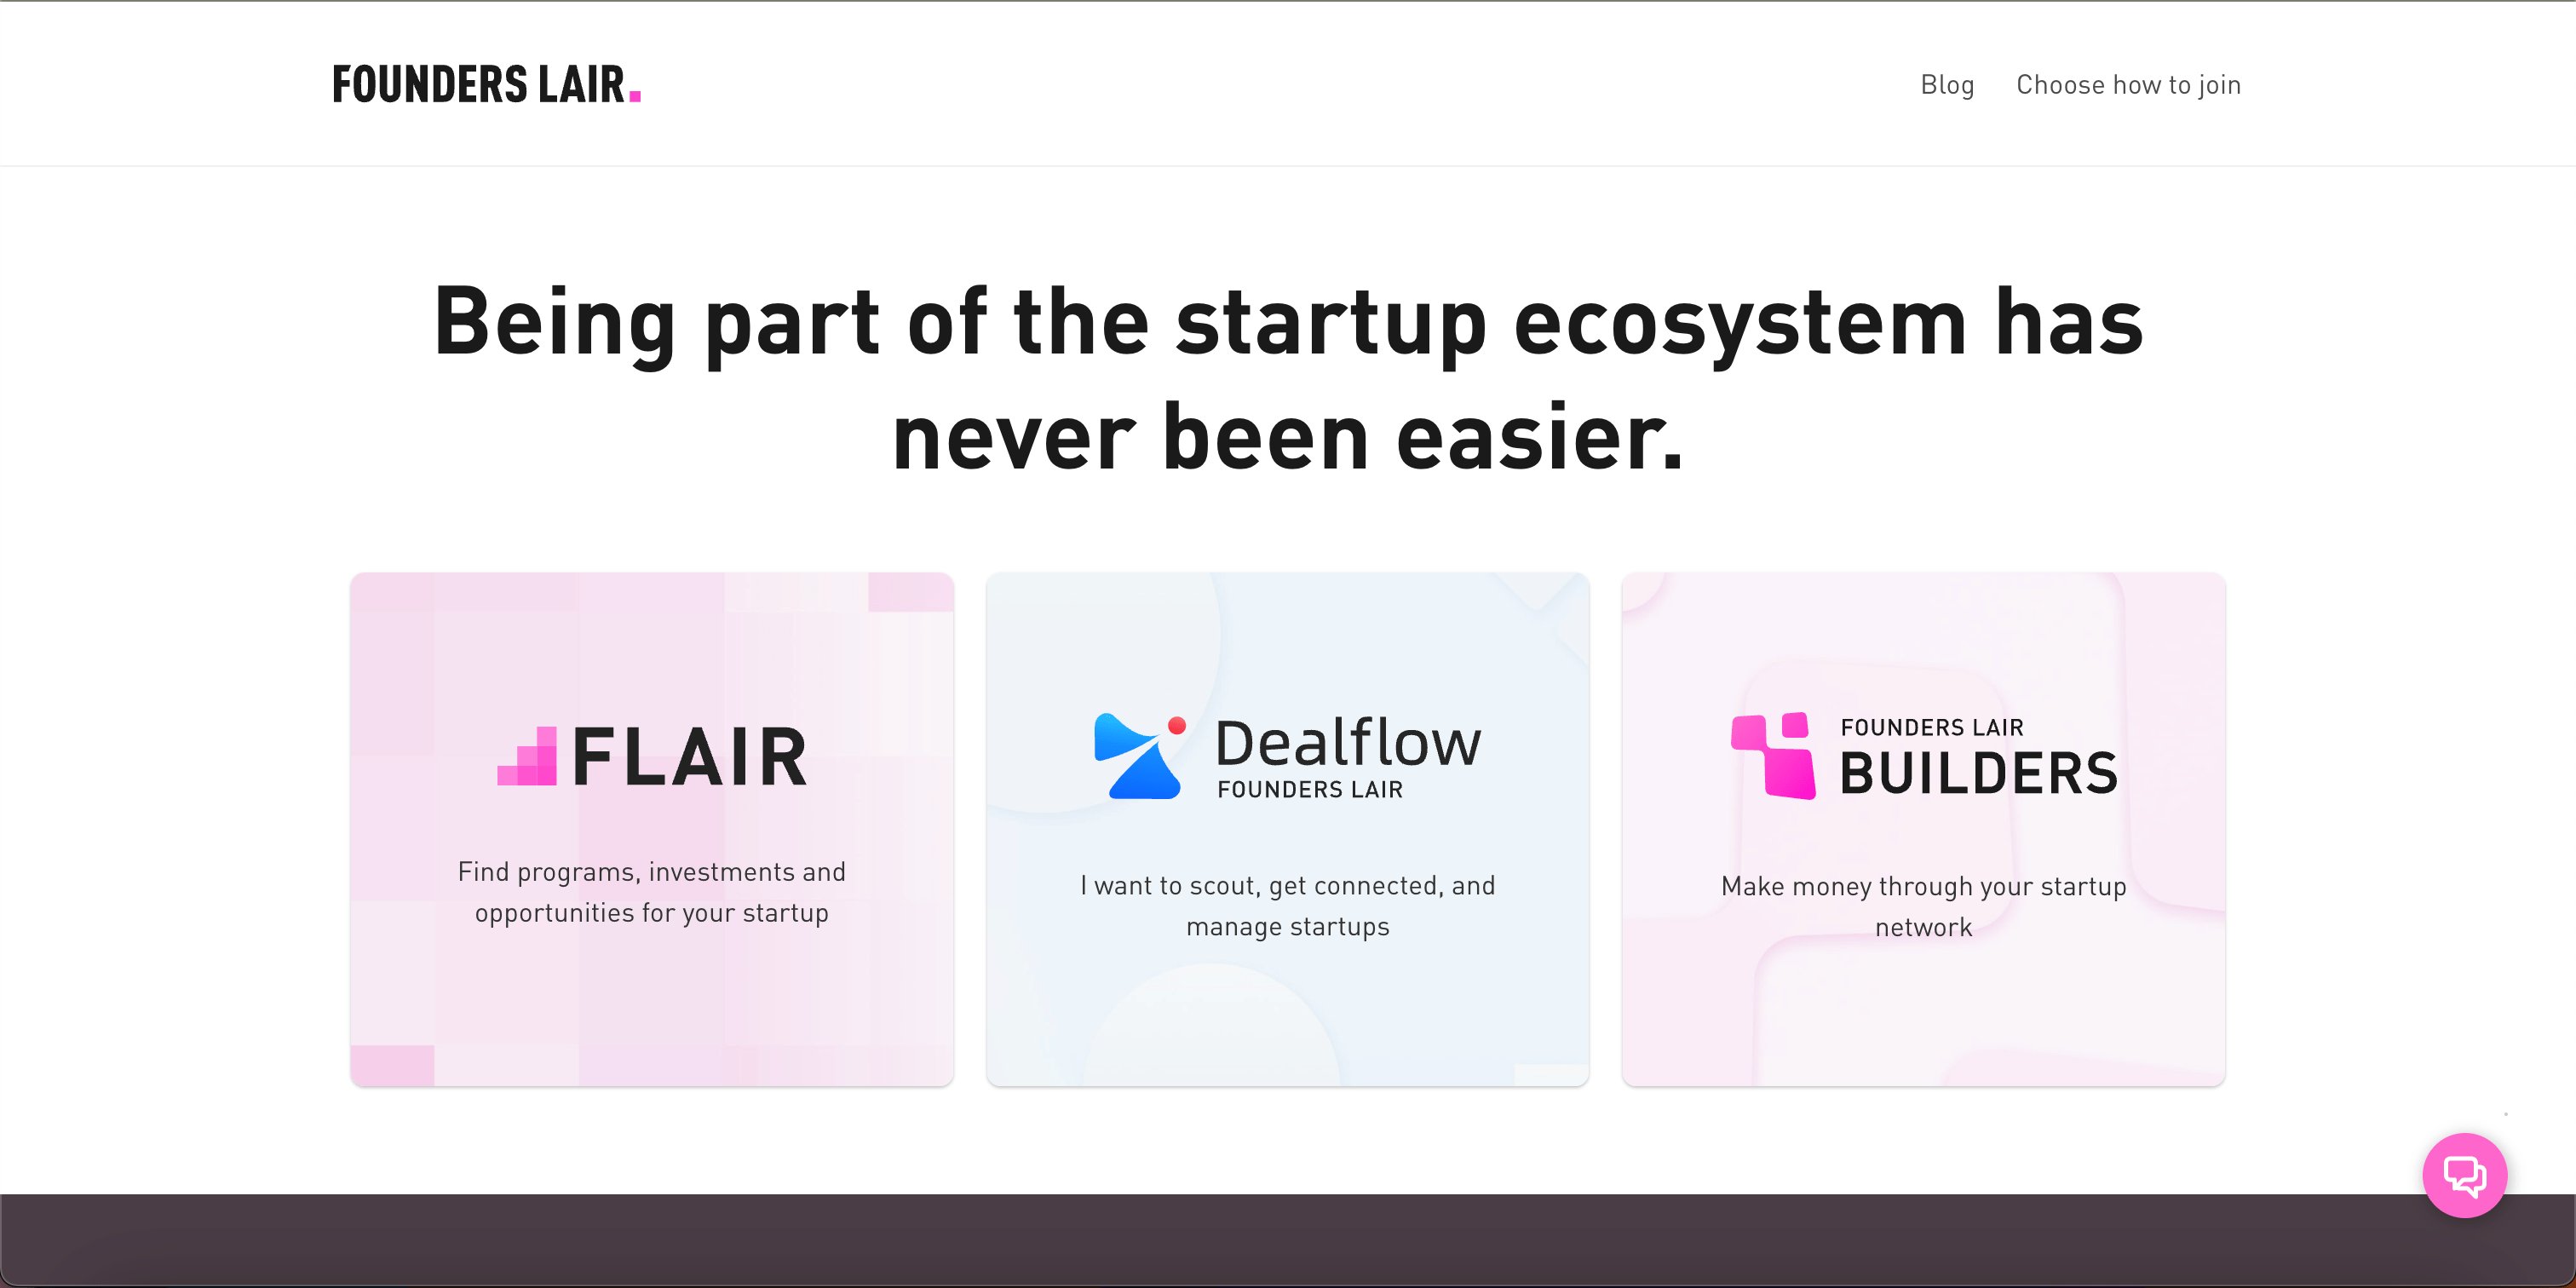 FOUNDERS LAIR.
Blog
Choose how to join
Being part of the startup ecosystem has
never been easier.
FLAIR
Find programs, investments and
opportunities for your startup
Dealflow
FOUNDERS LAIR
I want to scout, get connected, and
manage startups
FOUNDERS LAIR
BUILDERS
Make money through your startup
network